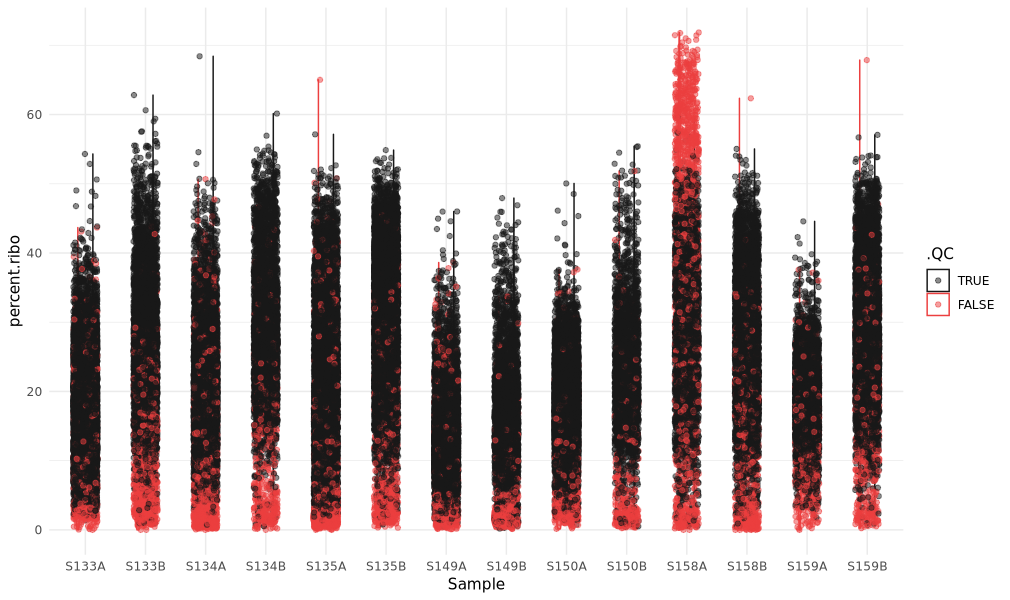 percent.ribo
60
40
20
0
S133A S133B S134A S134B S135A S135B S149A S149B S150A S150B S158A S158B S159A S159B
Sample
.QC
TRUE
FALSE